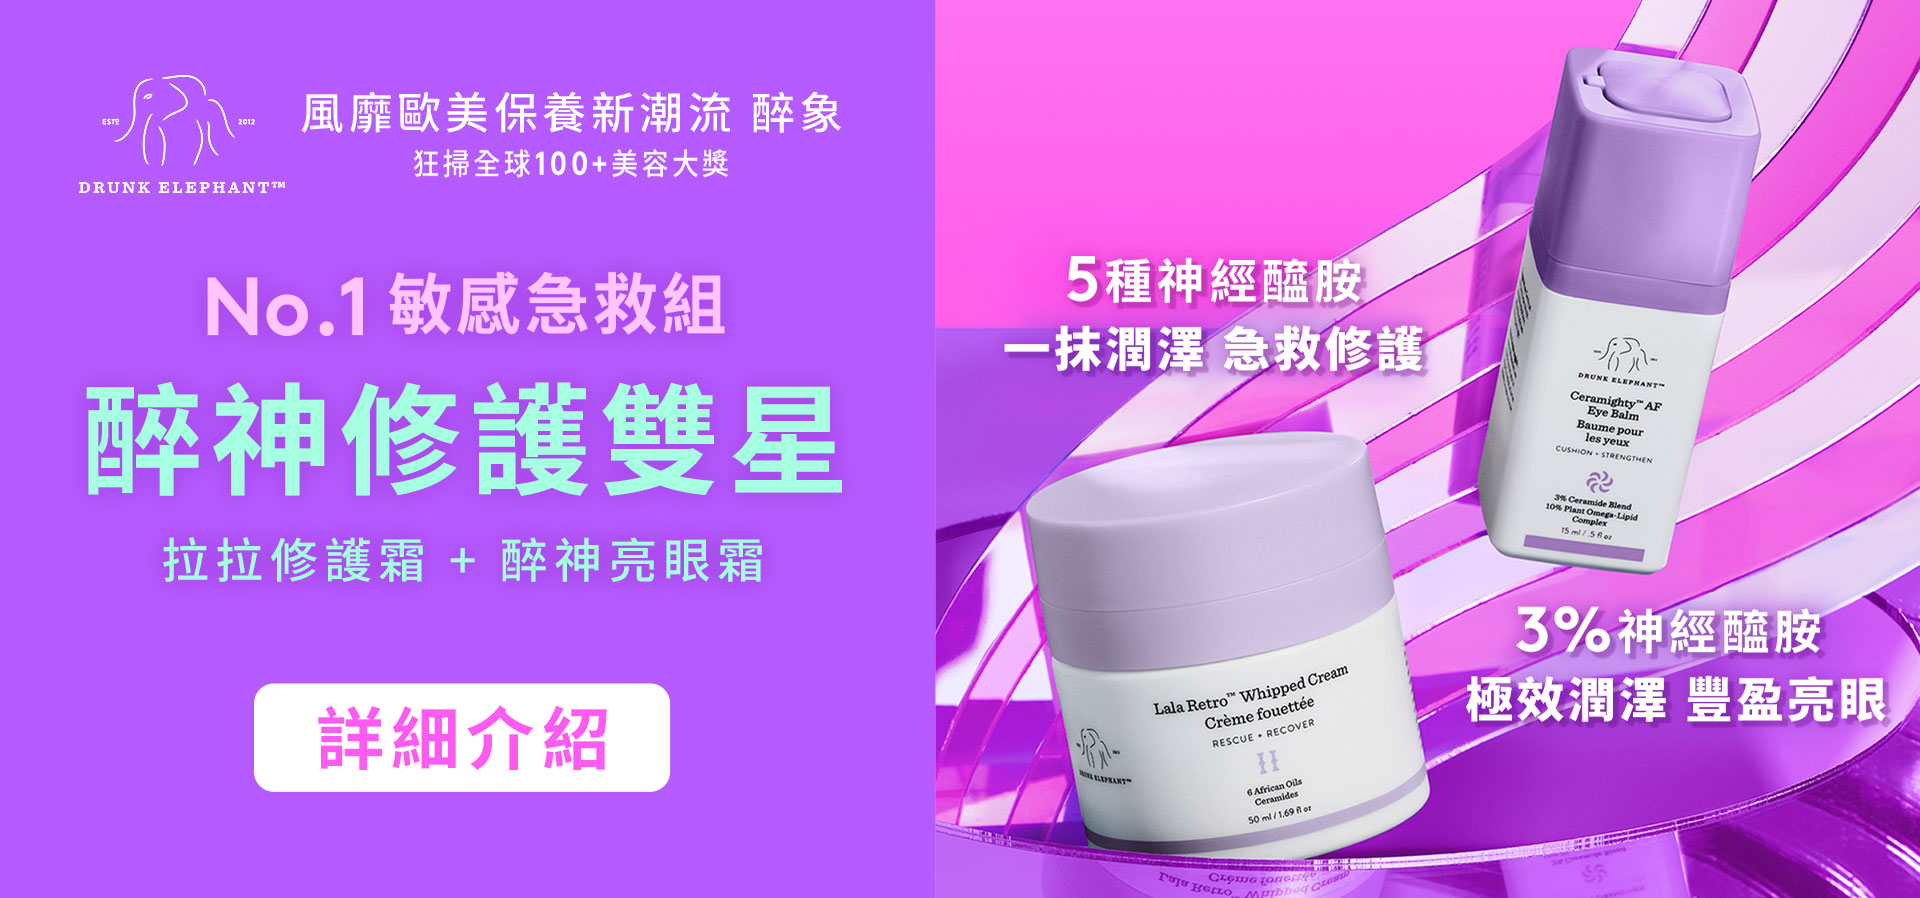 ESTD
2012
DRUNK ELEPHANT™
風靡歐美保養新潮流 醉象
狂掃全球100+美容大獎
No.1敏感急救組
醉神修護雙星
拉拉修護霜 + 醉神亮眼霜
詳細介紹
5種神經醯胺
一抹潤澤 急救修護
DRUNK ELEPHANT™
Ceramighty™ AF
Eye Balm
Baume pour
les yeux
CUSHION + STRENGTHEN
3% Ceramide Blend
10% Plant Omega-Lipid
Complex
15 ml / .5 fl oz
3%神經醯胺
極效潤澤 豐盈亮眼
Lala Retro™ Whipped Cream
Crème fouettée
RESCUE + RECOVER
DRUNK ELEPHANT™
6 African Oils
Ceramides
50 ml / 1.69 fl oz